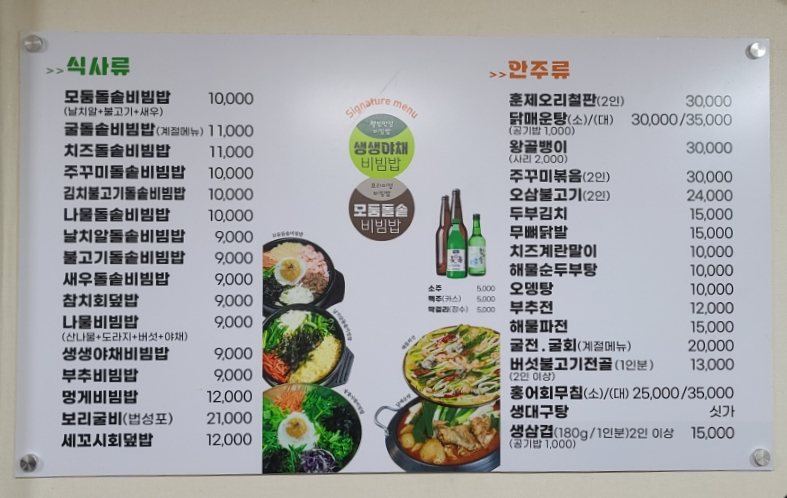 >>식사류
모둠돌솥비빔밥 10,000
(날치알+불고기+새우)
굴돌솥비빔밥(계절메뉴) 11,000
치즈돌솥비빔밥 11,000
주꾸미돌솥비빔밥 10,000
김치불고기돌솥비빔밥 10,000
나물돌솥비빔밥 10,000
날치알돌솥비빔밥 9,000
불고기돌솥비빔밥 9,000
새우돌솥비빔밥 9,000
참치회덮밥 9,000
나물비빔밥 9,000
(산나물+도라지+버섯+야채)
생생야채비빔밥 9,000
부추비빔밥 9,000
멍게비빔밥 12,000
보리굴비(법성포) 21,000
세꼬시회덮밥 12,000
Signature menu
비빔밥
생생야채
비빔밥
비빔밥
모둠돌솥
비빔밥
소주 5,000
맥주(카스) 5,000
막걸리(장수) 5,000
>>안주류
훈제오리철판(2인) 30,000
닭매운탕(소)/(대) 30,000/35,000
(공기밥 1,000)
왕골뱅이 30,000
(사리 2,000)
주꾸미볶음(2인) 30,000
오삼불고기(2인) 24,000
두부김치 15,000
무뼈닭발 15,000
치즈계란말이 10,000
해물순두부탕 10,000
오뎅탕 10,000
부추전 12,000
해물파전 15,000
굴전.굴회(계절메뉴) 20,000
버섯불고기전골(1인분) 13,000
(2인 이상)
홍어회무침(소)/(대) 25,000/35,000
생대구탕 싯가
생삼겹(180g/1인분)2인 이상 15,000
(공기밥 1,000)